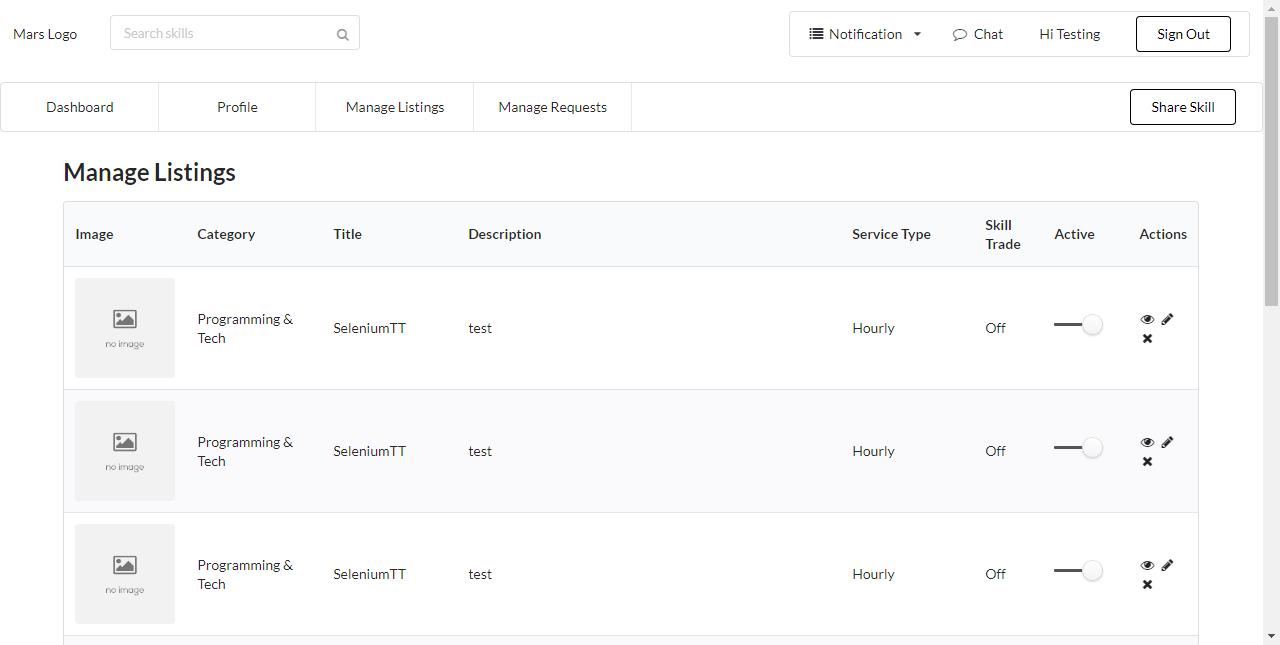 Mars Logo
Search skills
Notification
Chat
Hi Testing
Sign Out
Dashboard
Profile
Manage Listings
Manage Requests
Share Skill
Manage Listings
Image
Category
Title
Description
Service Type
Skill
Trade
Active
Actions
no image
Programming &
Tech
SeleniumTT
test
Hourly
Off
no image
Programming &
Tech
SeleniumTT
test
Hourly
Off
no image
Programming &
Tech
SeleniumTT
test
Hourly
Off